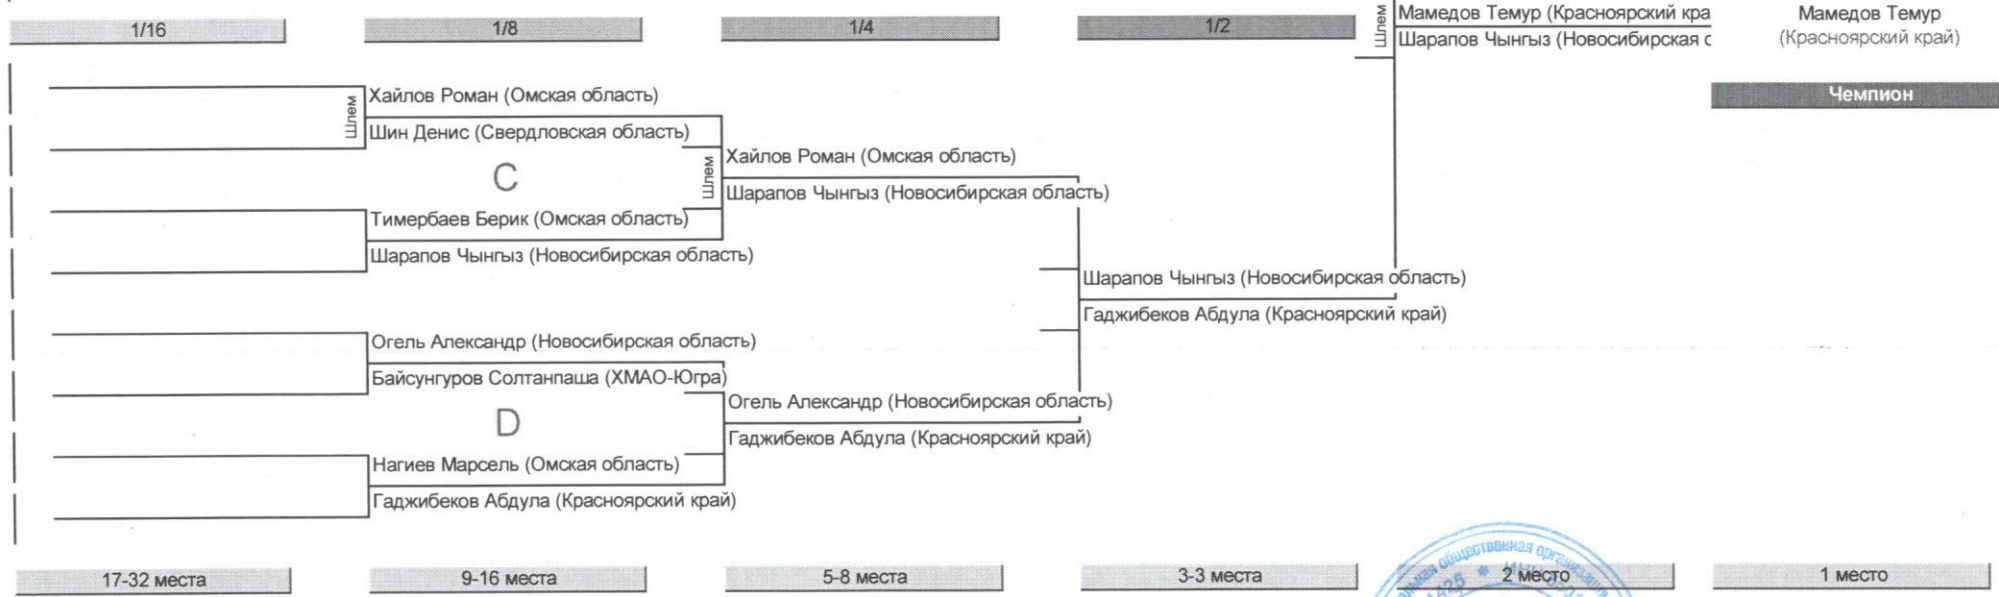 1/16
1/8
1/4
1/2
Шлем
Мамедов Темур (Красноярский кра
Шарапов Чынгыз (Новосибирская с
Мамедов Темур
(Красноярский край)
Чемпион
Шлем
Хайлов Роман (Омская область)
Шин Денис (Свердловская область)
C
Тимербаев Берик (Омская область)
Шарапов Чынгыз (Новосибирская область)
Шлем
Хайлов Роман (Омская область)
Шарапов Чынгыз (Новосибирская область)
Шарапов Чынгыз (Новосибирская область)
Гаджибеков Абдула (Красноярский край)
Огель Александр (Новосибирская область)
Байсунгуров Солтанпаша (ХМАО-Югра)
D
Нагиев Марсель (Омская область)
Гаджибеков Абдула (Красноярский край)
Огель Александр (Новосибирская область)
Гаджибеков Абдула (Красноярский край)
17-32 места
9-16 места
5-8 места
3-3 места
2 место
1 место
общественная